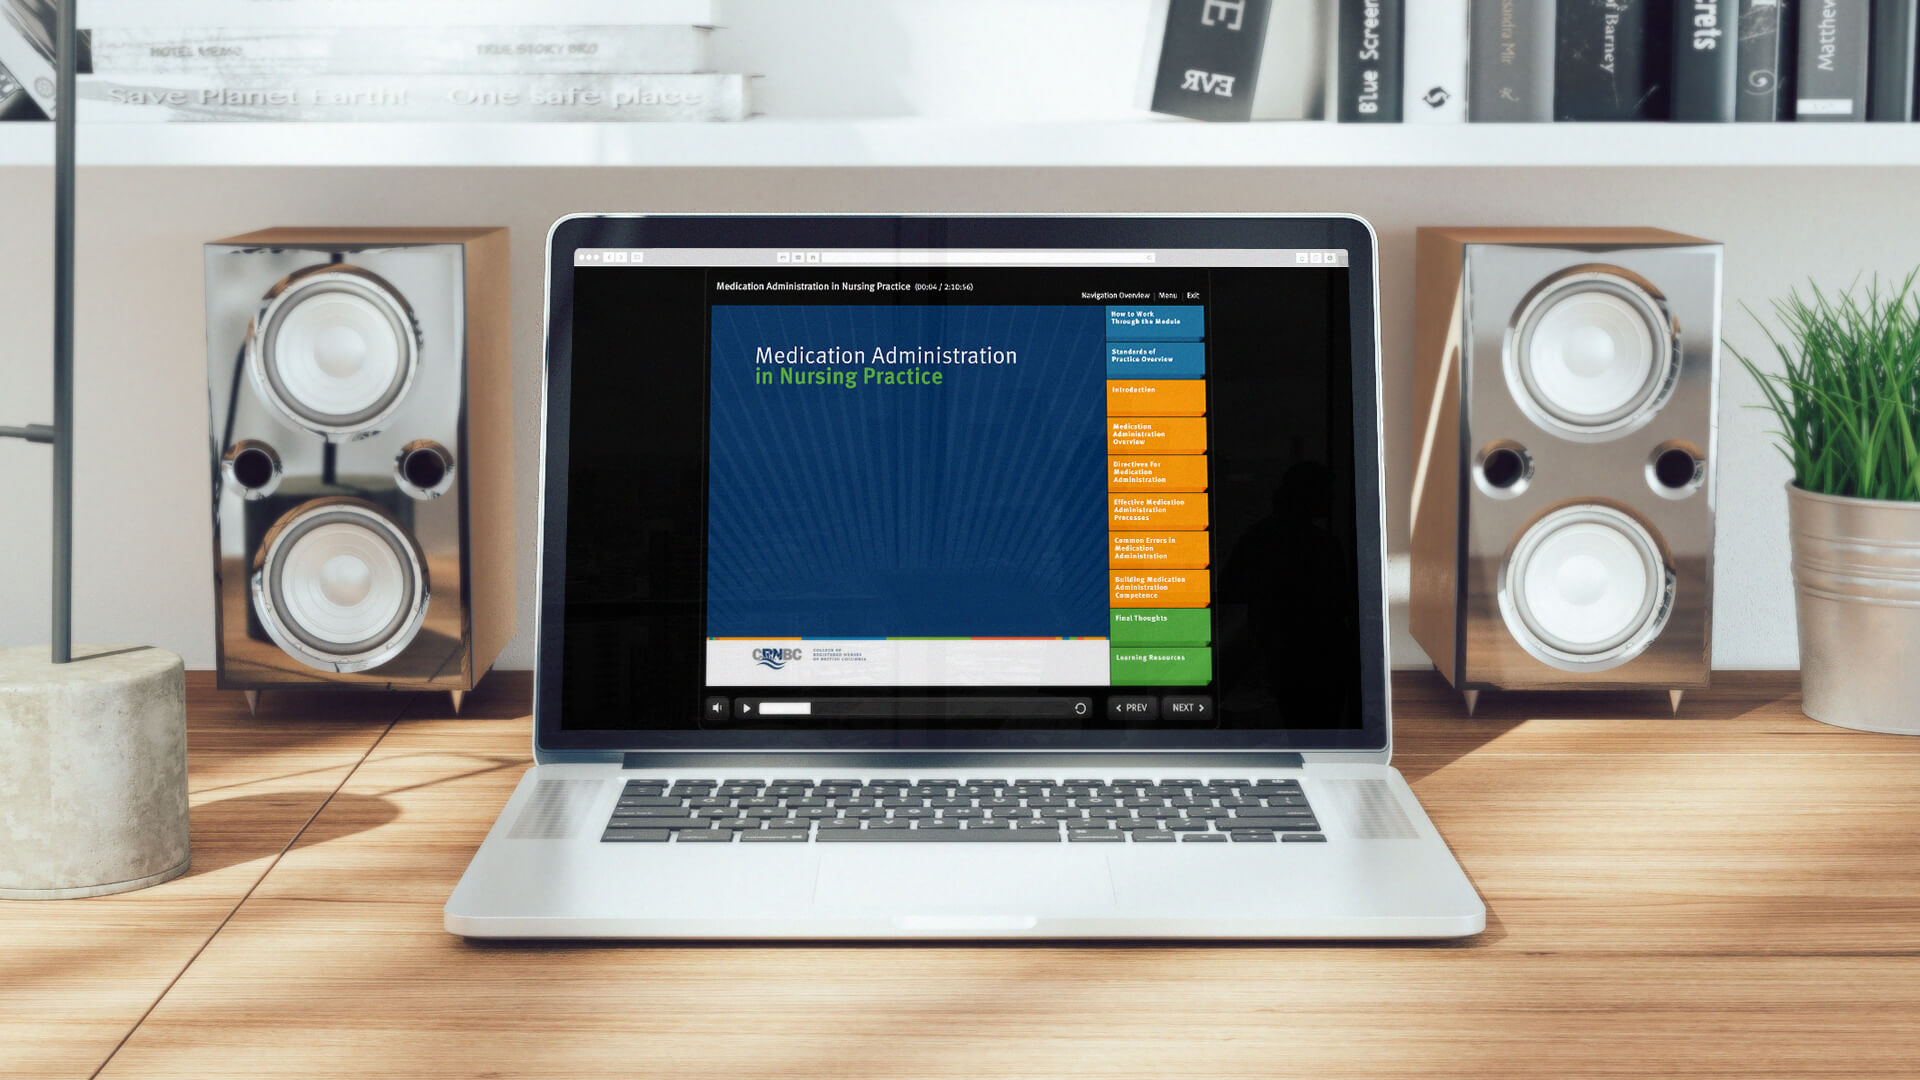 HOTEL MEMO
TRUE STORY BRO
Save Planet Earth!
One safe place
E
EVR
Blue Screen
of Barney
crets
Matthew
Medication Administration in Nursing Practice (00:04 / 2:10:56)
Navigation Overview | Menu | Exit
Medication Administration
in Nursing Practice
How to Work
Through the Module
Standards of
Practice Overview
Introduction
Medication
Administration
Overview
Directives For
Medication
Administration
Effective Medication
Administration
Processes
Common Errors in
Medication
Administration
Building Medication
Administration
Competence
Final Thoughts
Learning Resources
CRNBC
COLLEGE OF
REGISTERED NURSES
OF BRITISH COLUMBIA
PREV
NEXT